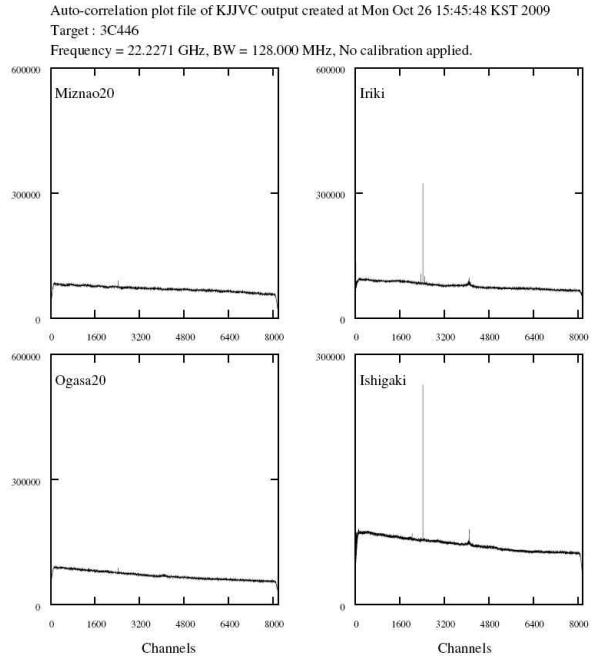 Auto-correlation plot file of KJJVC output created at Mon Oct 26 15:45:48 KST 2009
Target : 3C446
Frequency = 22.2271 GHz, BW = 128.000 MHz, No calibration applied.
600000 600000
Miznao20 Iriki
300000 300000
0 0
0 1600 3200 4800 6400 8000 0 1600 3200 4800 6400 8000
600000 300000
Ogasa20 Ishigaki
300000
0 0
0 1600 3200 4800 6400 8000 0 1600 3200 4800 6400 8000
Channels Channels